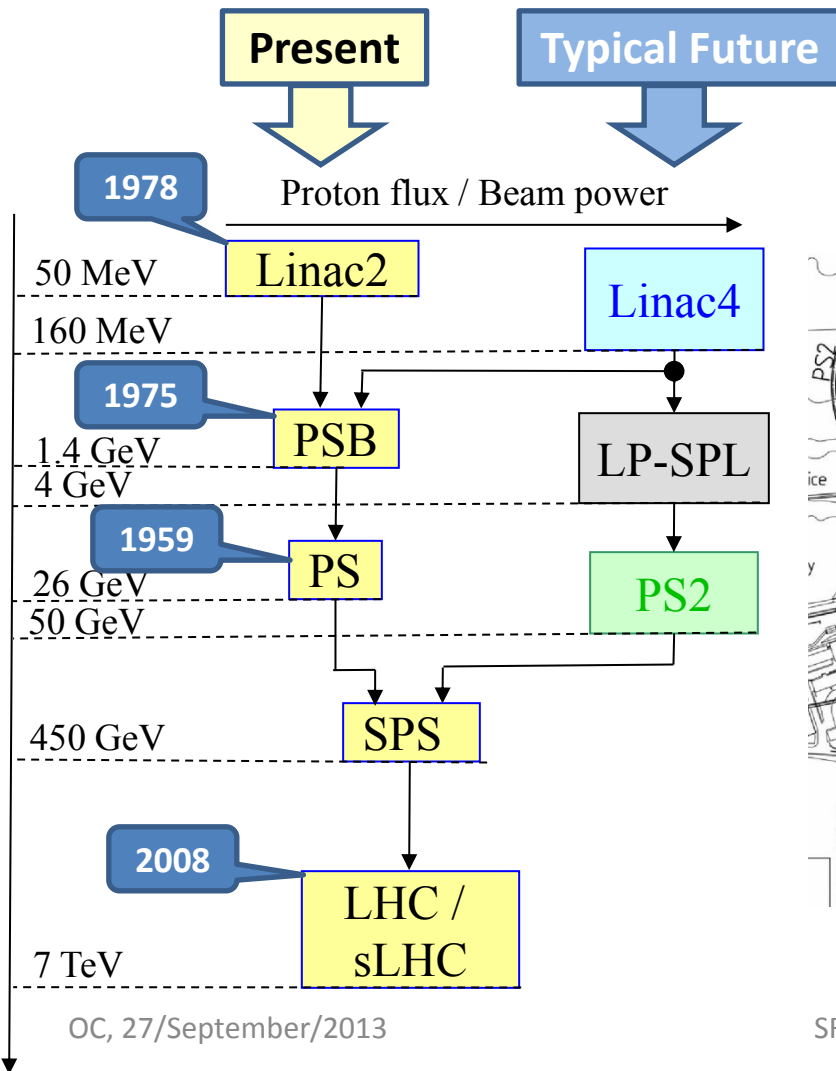 Present
Typical Future
1978
Proton flux / Beam power
Linac2
50 MeV
Linac4
160 MeV
1975
PSB
LP-SPL
1.4 GeV
4 GeV
1959
PS
PS2
26 GeV
50 GeV
SPS
450 GeV
2008
LHC /
sLHC
7 TeV
PS2
ice
y
OC, 27/September/2013